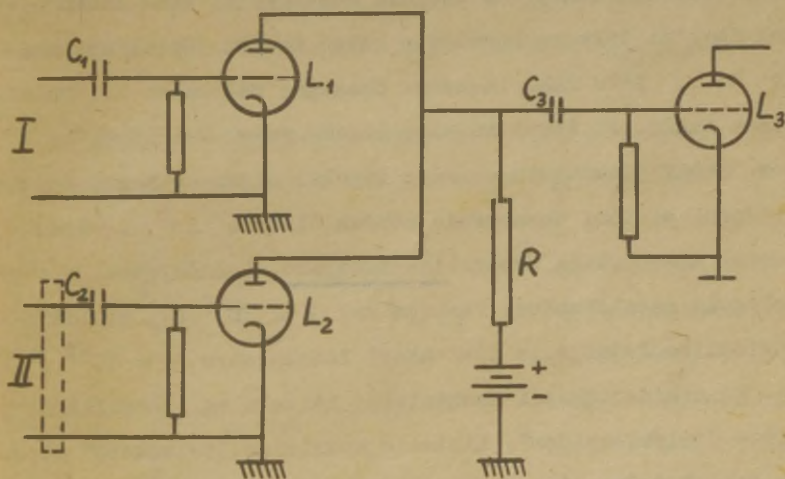 C₁
L₁
I
C₃
L₃
R
C₂
L₂
II
+
-